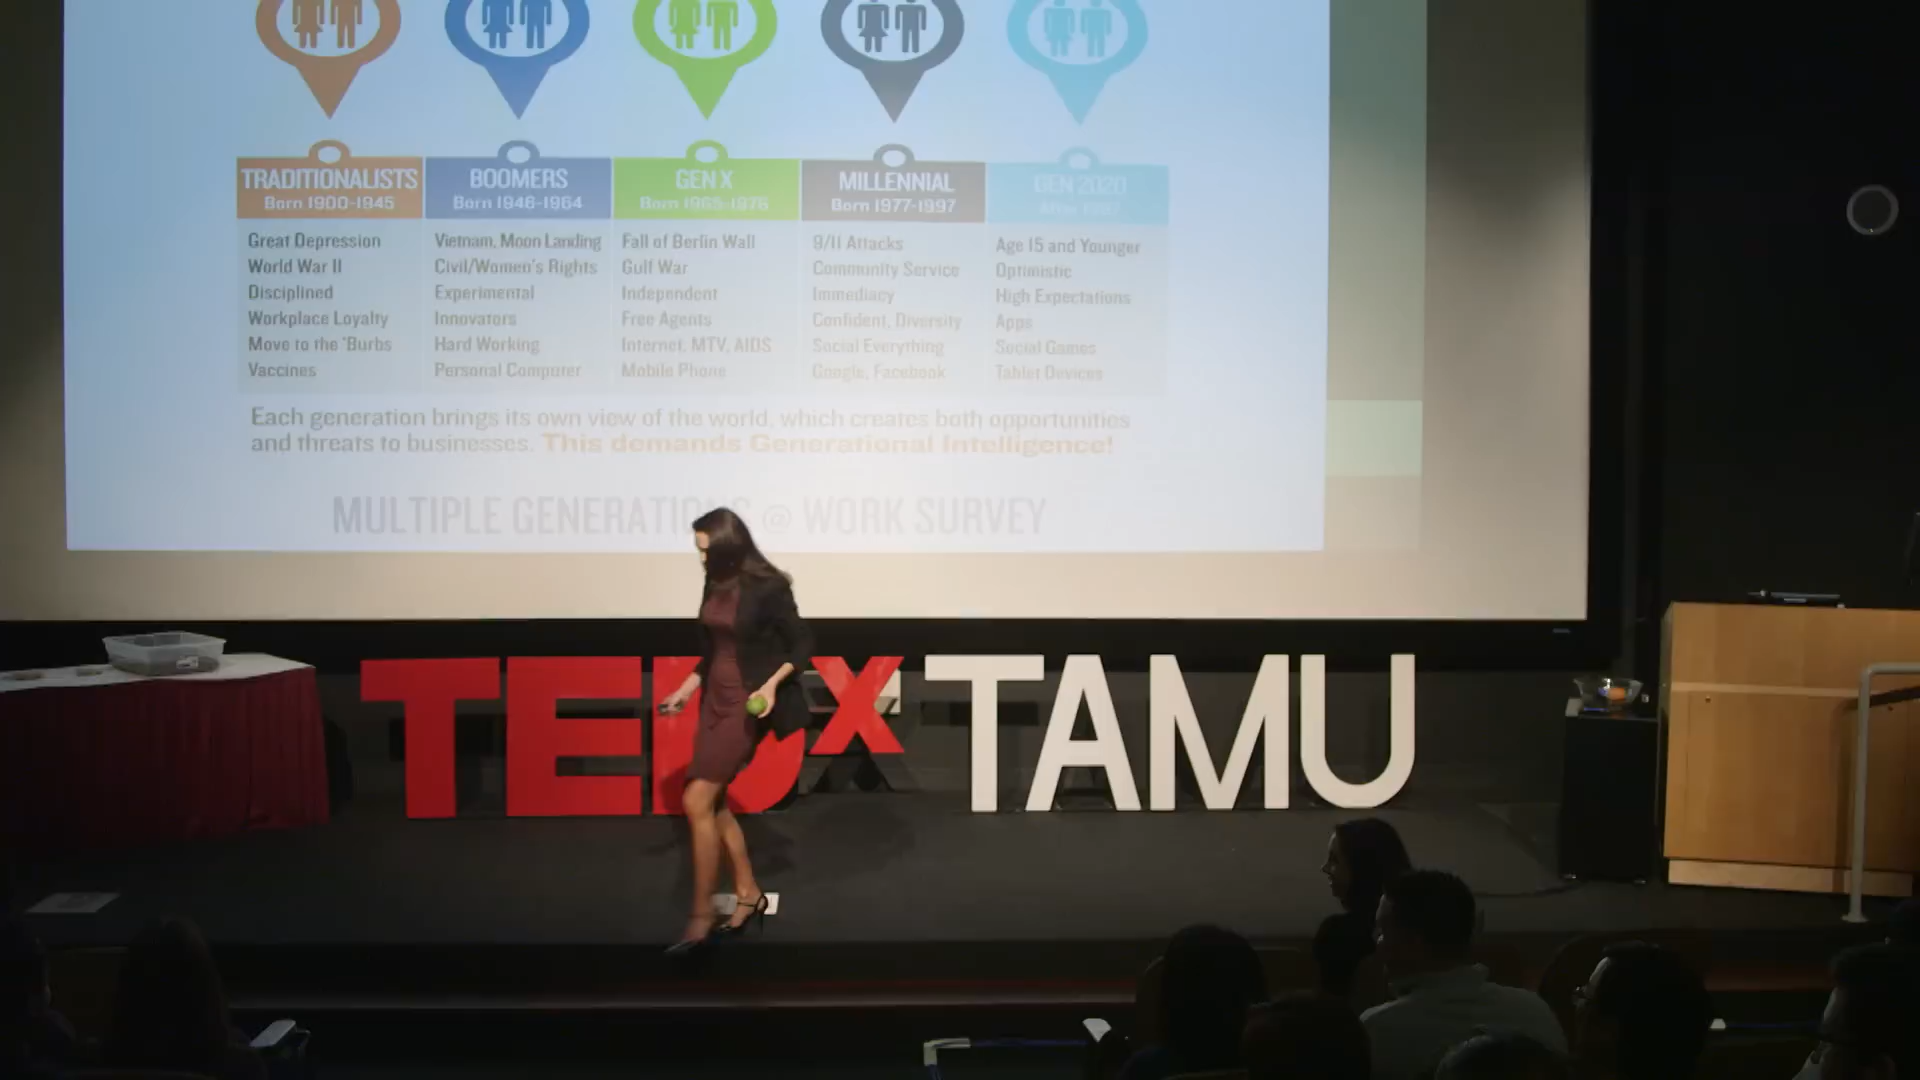 TRADITIONALISTS
Born 1900-1945
Great Depression
World War II
Disciplined
Workplace Loyalty
Move to the 'Burbs
Vaccines
BOOMERS
Born 1946-1964
Vietnam, Moon Landing
Civil/Women's Rights
Experimental
Innovators
Hard Working
Personal Computer
GEN X
Born 1965-1976
Fall of Berlin Wall
Gulf War
Independent
Free Agents
Internet, MTV, AIDS
Mobile Phone
MILLENNIAL
Born 1977-1997
9/11 Attacks
Community Service
Immediacy
Confident, Diversity
Social Everything
Google, Facebook
GEN 2020
After 1997
Age 15 and Younger
Optimistic
High Expectations
Apps
Social Games
Tablet Devices
Each generation brings its own view of the world, which creates both opportunities
and threats to businesses. This demands Generational Intelligence!
MULTIPLE GENERATIONS @ WORK SURVEY
TEDxTAMU